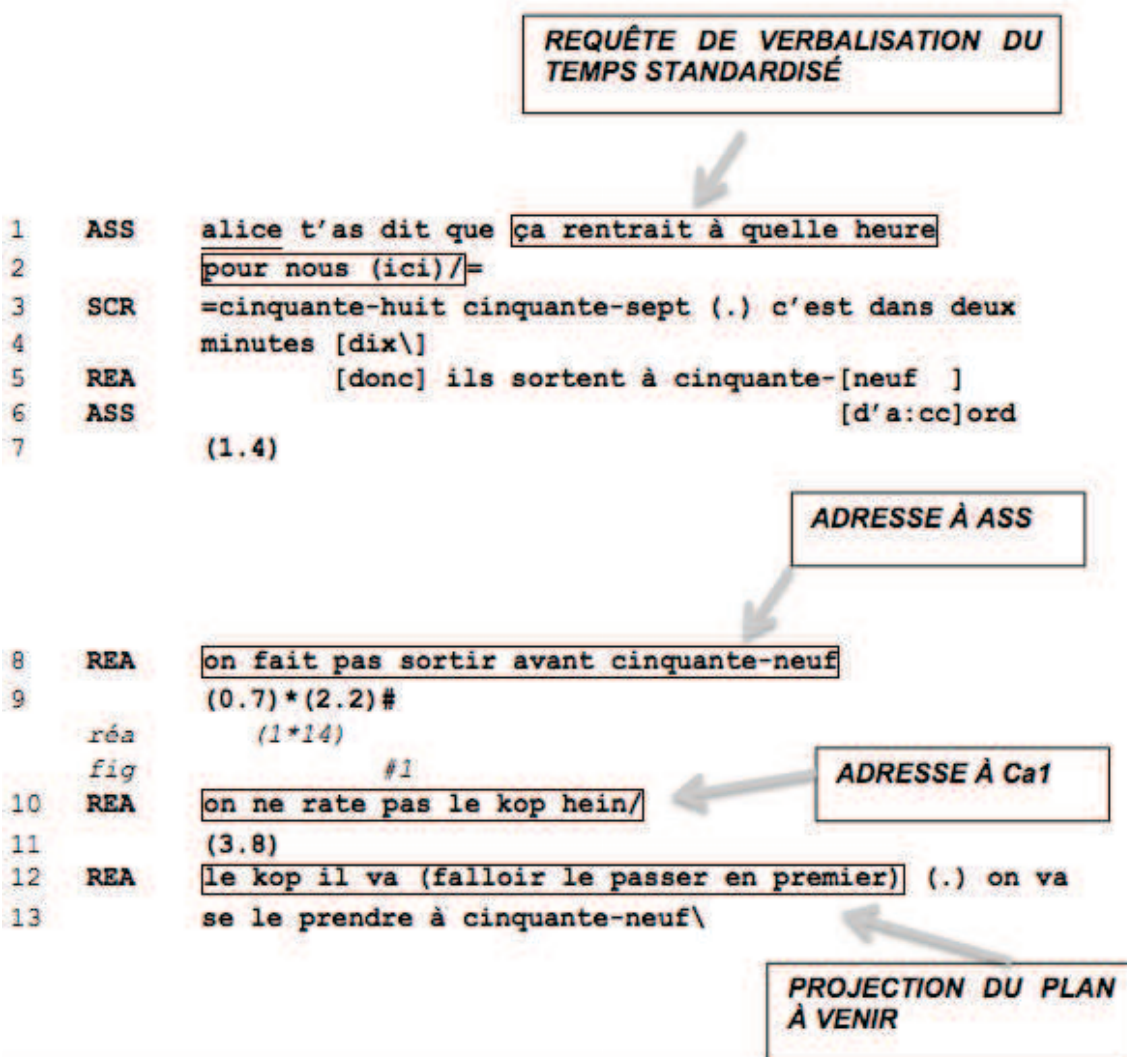 REQUÊTE DE VERBALISATION DU
TEMPS STANDARDISÉ
1 ASS alice t'as dit que ça rentrait à quelle heure
2 pour nous (ici)/=
3 SCR =cinquante-huit cinquante-sept (.) c'est dans deux
4 minutes [dix\]
5 REA [donc] ils sortent à cinquante-[neuf ]
6 ASS [d'a:cc]ord
7 (1.4)
ADRESSE À ASS
8 REA on fait pas sortir avant cinquante-neuf
9 (0.7)*(2.2)#
réa (1*14)
fig #1
ADRESSE À Ca1
10 REA on ne rate pas le kop hein/
11 (3.8)
12 REA le kop il va (falloir le passer en premier) (.) on va
13 se le prendre à cinquante-neuf\
PROJECTION DU PLAN
À VENIR